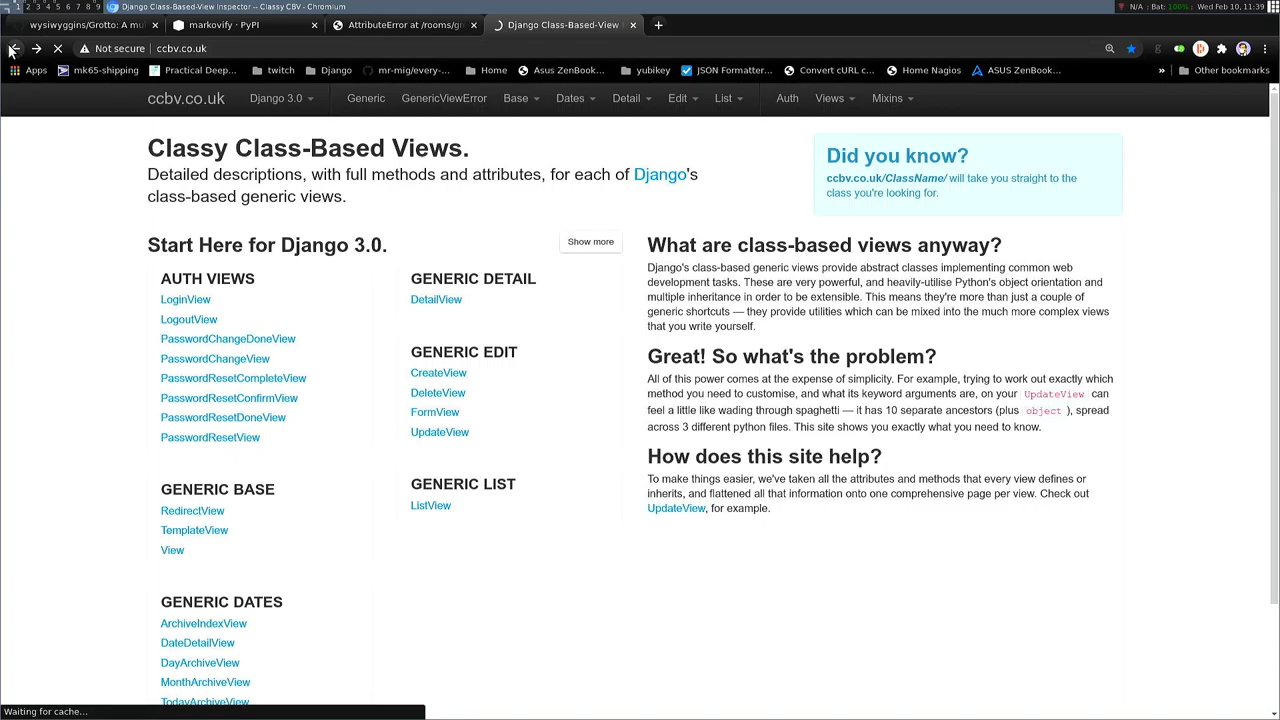 1 2 3 4 5 6 7 8 9 Django Class-Based-View Inspector -- Classy CBV - Chromium N/A ↓ Bat: 100% ↓ Wed Feb 10, 11:39
wysiwyggins/Grotto: A mu × markovify · PyPI × AttributeError at /rooms/gr × Django Class-Based-View I × +
Not secure | ccbv.co.uk
Apps mk65-shipping Practical Deep... twitch Django mr-mig/every-... Home Asus ZenBook... yubikey JSON Formatter... Convert cURL c... Home Nagios ASUS ZenBook... » Other bookmarks
ccbv.co.uk Django 3.0 Generic GenericViewError Base Dates Detail Edit List Auth Views Mixins
Classy Class-Based Views.
Detailed descriptions, with full methods and attributes, for each of Django's
class-based generic views.
Did you know?
ccbv.co.uk/ClassName/ will take you straight to the
class you're looking for.
Start Here for Django 3.0.
Show more
AUTH VIEWS
LoginView
LogoutView
PasswordChangeDoneView
PasswordChangeView
PasswordResetCompleteView
PasswordResetConfirmView
PasswordResetDoneView
PasswordResetView
GENERIC BASE
RedirectView
TemplateView
View
GENERIC DATES
ArchiveIndexView
DateDetailView
DayArchiveView
MonthArchiveView
TodayArchiveView
GENERIC DETAIL
DetailView
GENERIC EDIT
CreateView
DeleteView
FormView
UpdateView
GENERIC LIST
ListView
What are class-based views anyway?
Django's class-based generic views provide abstract classes implementing common web
development tasks. These are very powerful, and heavily-utilise Python's object orientation and
multiple inheritance in order to be extensible. This means they're more than just a couple of
generic shortcuts — they provide utilities which can be mixed into the much more complex views
that you write yourself.
Great! So what's the problem?
All of this power comes at the expense of simplicity. For example, trying to work out exactly which
method you need to customise, and what its keyword arguments are, on your UpdateView can
feel a little like wading through spaghetti — it has 10 separate ancestors (plus object ), spread
across 3 different python files. This site shows you exactly what you need to know.
How does this site help?
To make things easier, we've taken all the attributes and methods that every view defines or
inherits, and flattened all that information onto one comprehensive page per view. Check out
UpdateView, for example.
Waiting for cache...